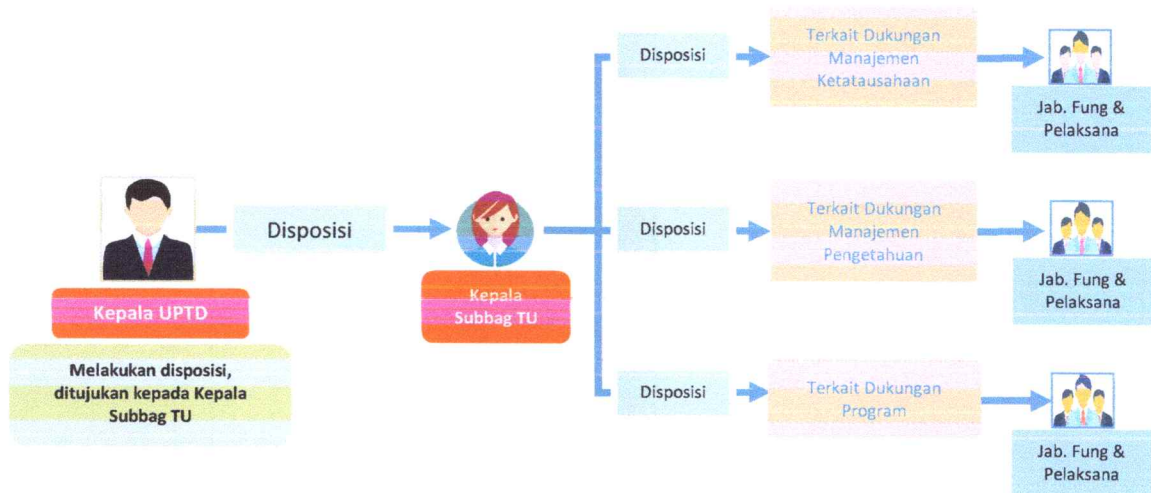 Kepala UPTD
Melakukan disposisi,
ditujukan kepada Kepala
Subbag TU
Disposisi
Kepala
Subbag TU
Disposisi
Terkait Dukungan
Manajemen
Ketatausahaan
Jab. Fung &
Pelaksana
Disposisi
Terkait Dukungan
Manajemen
Pengetahuan
Jab. Fung &
Pelaksana
Disposisi
Terkait Dukungan
Program
Jab. Fung &
Pelaksana